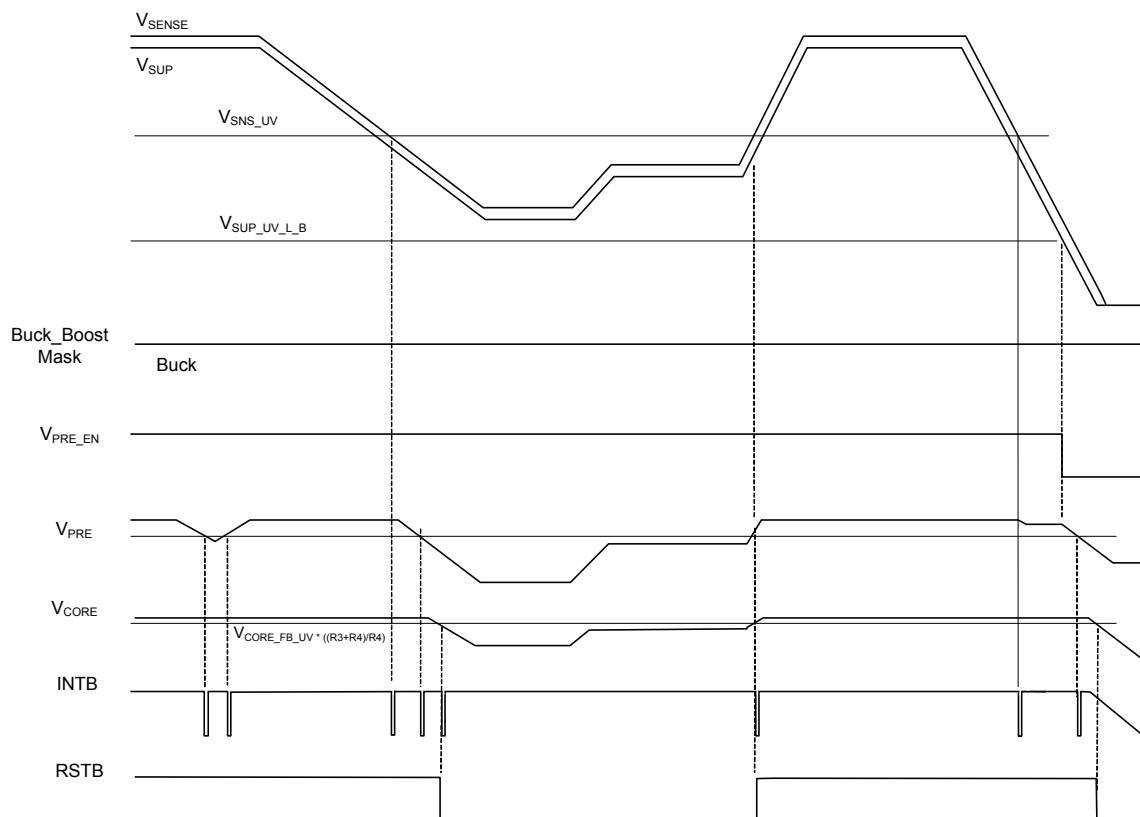 VSENSE
VSUP
VSNS_UV
VSUP_UV_L_B
Buck_Boost
Mask
Buck
VPRE_EN
VPRE
VCORE
VCORE_FB_UV * ((R3+R4)/R4)
INTB
RSTB